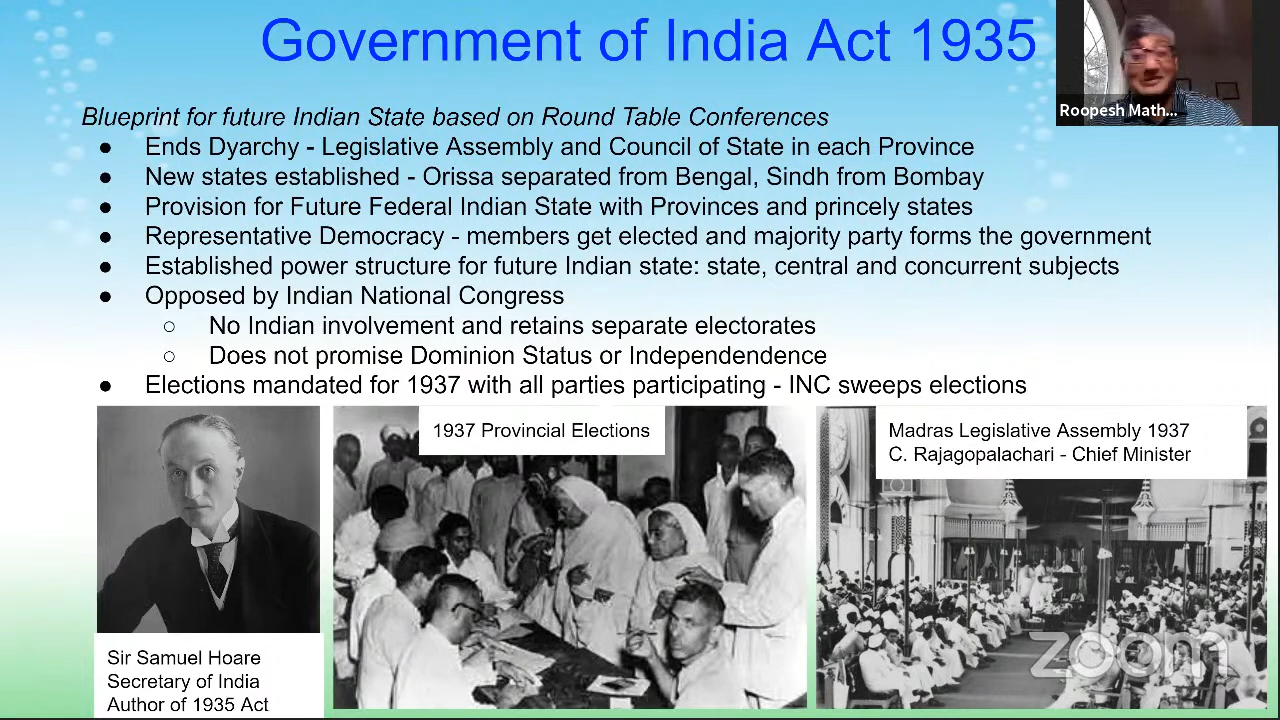 Government of India Act 1935
Roopesh Math...
Blueprint for future Indian State based on Round Table Conferences
● Ends Dyarchy - Legislative Assembly and Council of State in each Province
● New states established - Orissa separated from Bengal, Sindh from Bombay
● Provision for Future Federal Indian State with Provinces and princely states
● Representative Democracy - members get elected and majority party forms the government
● Established power structure for future Indian state: state, central and concurrent subjects
● Opposed by Indian National Congress
○ No Indian involvement and retains separate electorates
○ Does not promise Dominion Status or Independendence
● Elections mandated for 1937 with all parties participating - INC sweeps elections
1937 Provincial Elections
Madras Legislative Assembly 1937
C. Rajagopalachari - Chief Minister
Sir Samuel Hoare
Secretary of India
Author of 1935 Act
zoom